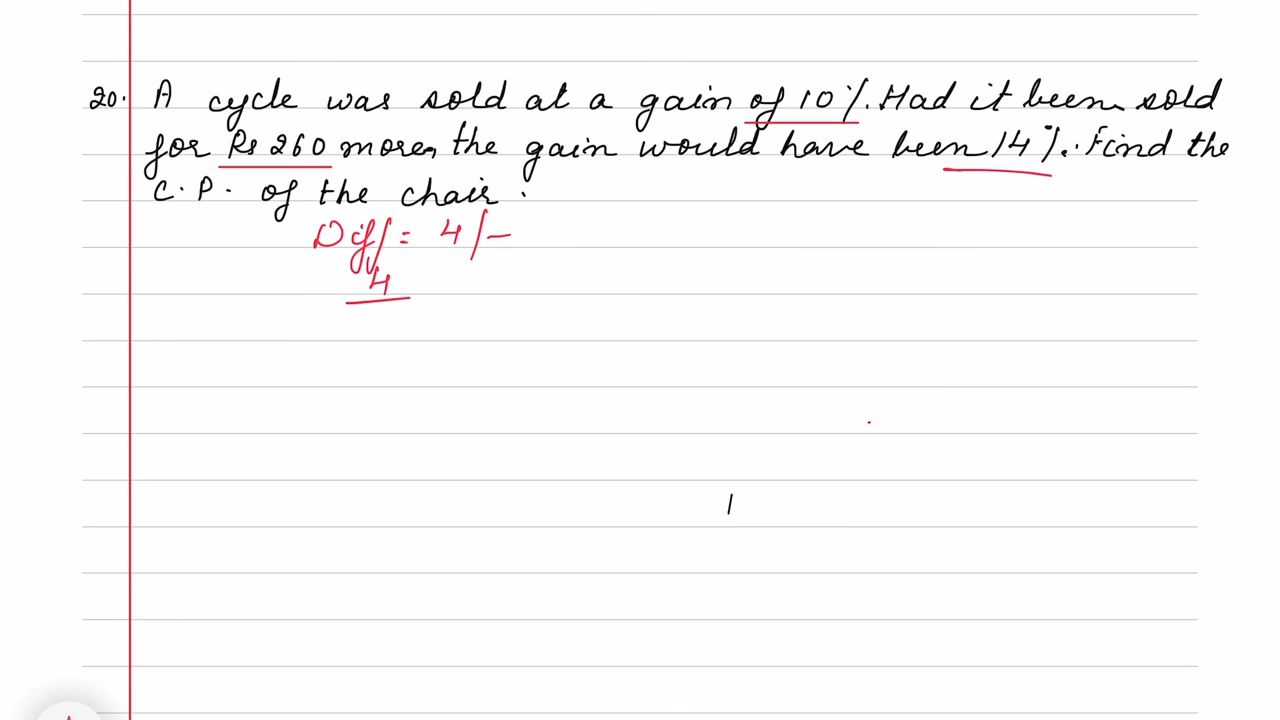 20. A cycle was sold at a gain of 10%. Had it been sold
for Rs 260 more, the gain would have been 14%. Find the
C.P. of the chair.
Diff = 4/-
4
1